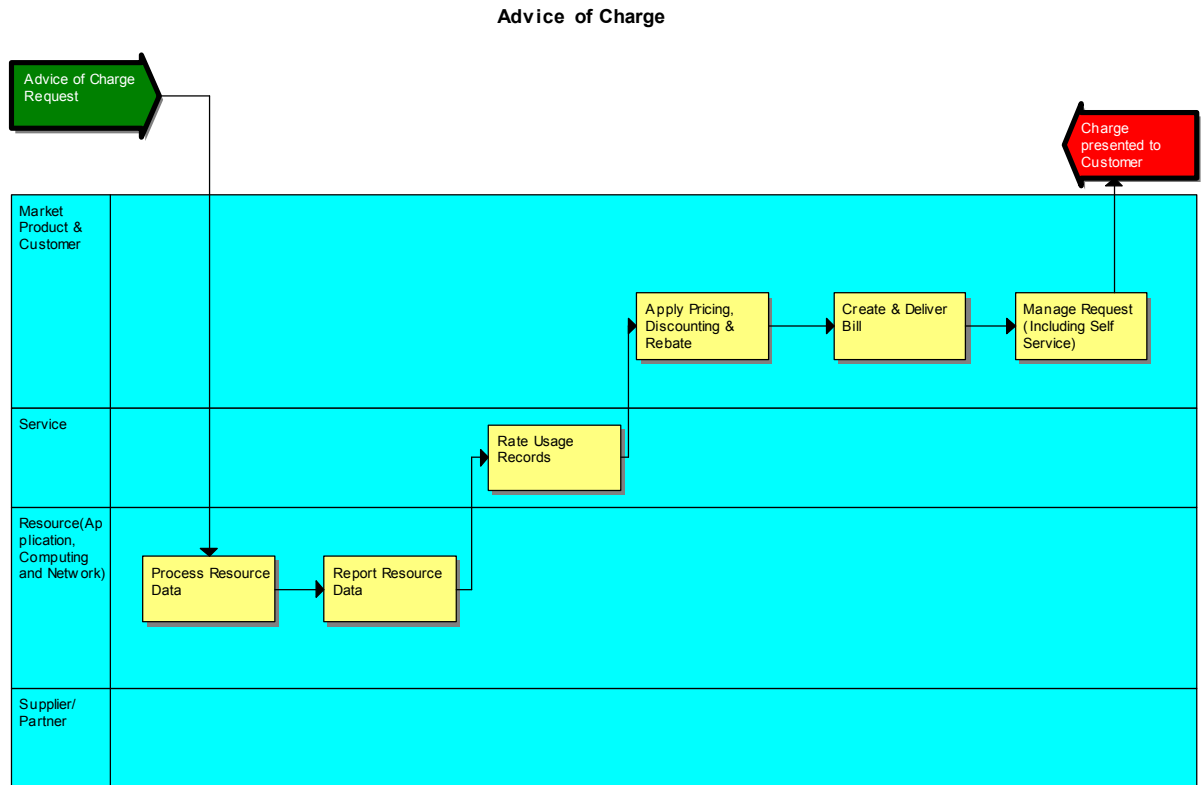 Advice of Charge
Advice of Charge
Request
Charge
presented to
Customer
Market
Product &
Customer
Apply Pricing,
Discounting &
Rebate
Create & Deliver
Bill
Manage Request
(Including Self
Service)
Service
Rate Usage
Records
Resource(Ap
plication,
Computing
and Network)
Process Resource
Data
Report Resource
Data
Supplier/
Partner